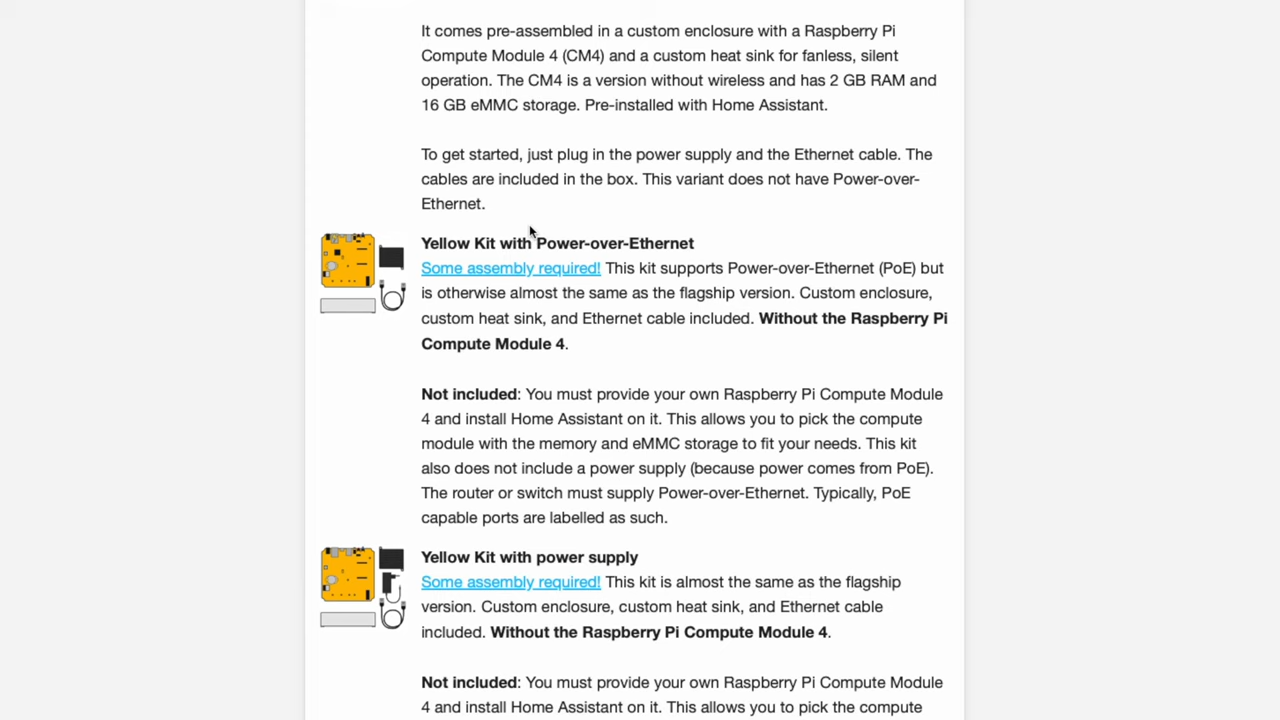 It comes pre-assembled in a custom enclosure with a Raspberry Pi
Compute Module 4 (CM4) and a custom heat sink for fanless, silent
operation. The CM4 is a version without wireless and has 2 GB RAM and
16 GB eMMC storage. Pre-installed with Home Assistant.
To get started, just plug in the power supply and the Ethernet cable. The
cables are included in the box. This variant does not have Power-over-
Ethernet.
Yellow Kit with Power-over-Ethernet
Some assembly required! This kit supports Power-over-Ethernet (PoE) but
is otherwise almost the same as the flagship version. Custom enclosure,
custom heat sink, and Ethernet cable included. Without the Raspberry Pi
Compute Module 4.
Not included: You must provide your own Raspberry Pi Compute Module
4 and install Home Assistant on it. This allows you to pick the compute
module with the memory and eMMC storage to fit your needs. This kit
also does not include a power supply (because power comes from PoE).
The router or switch must supply Power-over-Ethernet. Typically, PoE
capable ports are labelled as such.
Yellow Kit with power supply
Some assembly required! This kit is almost the same as the flagship
version. Custom enclosure, custom heat sink, and Ethernet cable
included. Without the Raspberry Pi Compute Module 4.
Not included: You must provide your own Raspberry Pi Compute Module
4 and install Home Assistant on it. This allows you to pick the compute